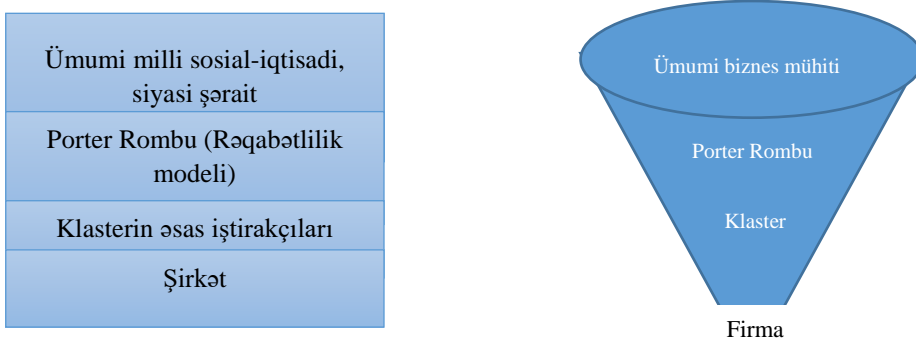 Ümumi milli sosial-iqtisadi,
siyasi şərait
Porter Rombu (Rəqabətlilik
modeli)
Klasterin əsas iştirakçıları
Şirkət
Ümumi biznes mühiti
Porter Rombu
Klaster
Firma